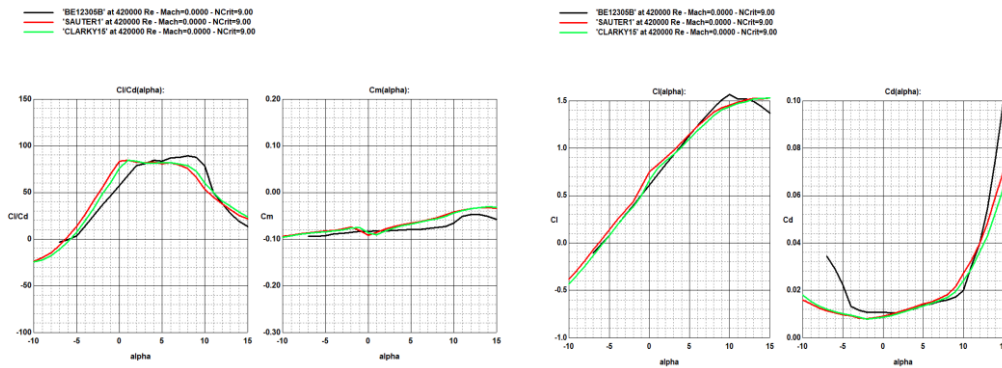 'BE12305B' at 420000 Re - Mach=0.0000 - NCrit=9.00
'SAUTER1' at 420000 Re - Mach=0.0000 - NCrit=9.00
'CLARKY15' at 420000 Re - Mach=0.0000 - NCrit=9.00
Cl/Cd(alpha):
150
100
50
0
-50
-100
Cl/Cd
-10 -5 0 5 10 15
alpha
Cm(alpha):
0.20
0.10
0.00
-0.10
-0.20
-0.30
Cm
-10 -5 0 5 10 15
alpha
'BE12305B' at 420000 Re - Mach=0.0000 - NCrit=9.00
'SAUTER1' at 420000 Re - Mach=0.0000 - NCrit=9.00
'CLARKY15' at 420000 Re - Mach=0.0000 - NCrit=9.00
Cl(alpha):
1.5
1.0
0.5
0.0
-0.5
-1.0
Cl
-10 -5 0 5 10 15
alpha
Cd(alpha):
0.10
0.08
0.06
0.04
0.02
0.00
Cd
-10 -5 0 5 10 15
alpha